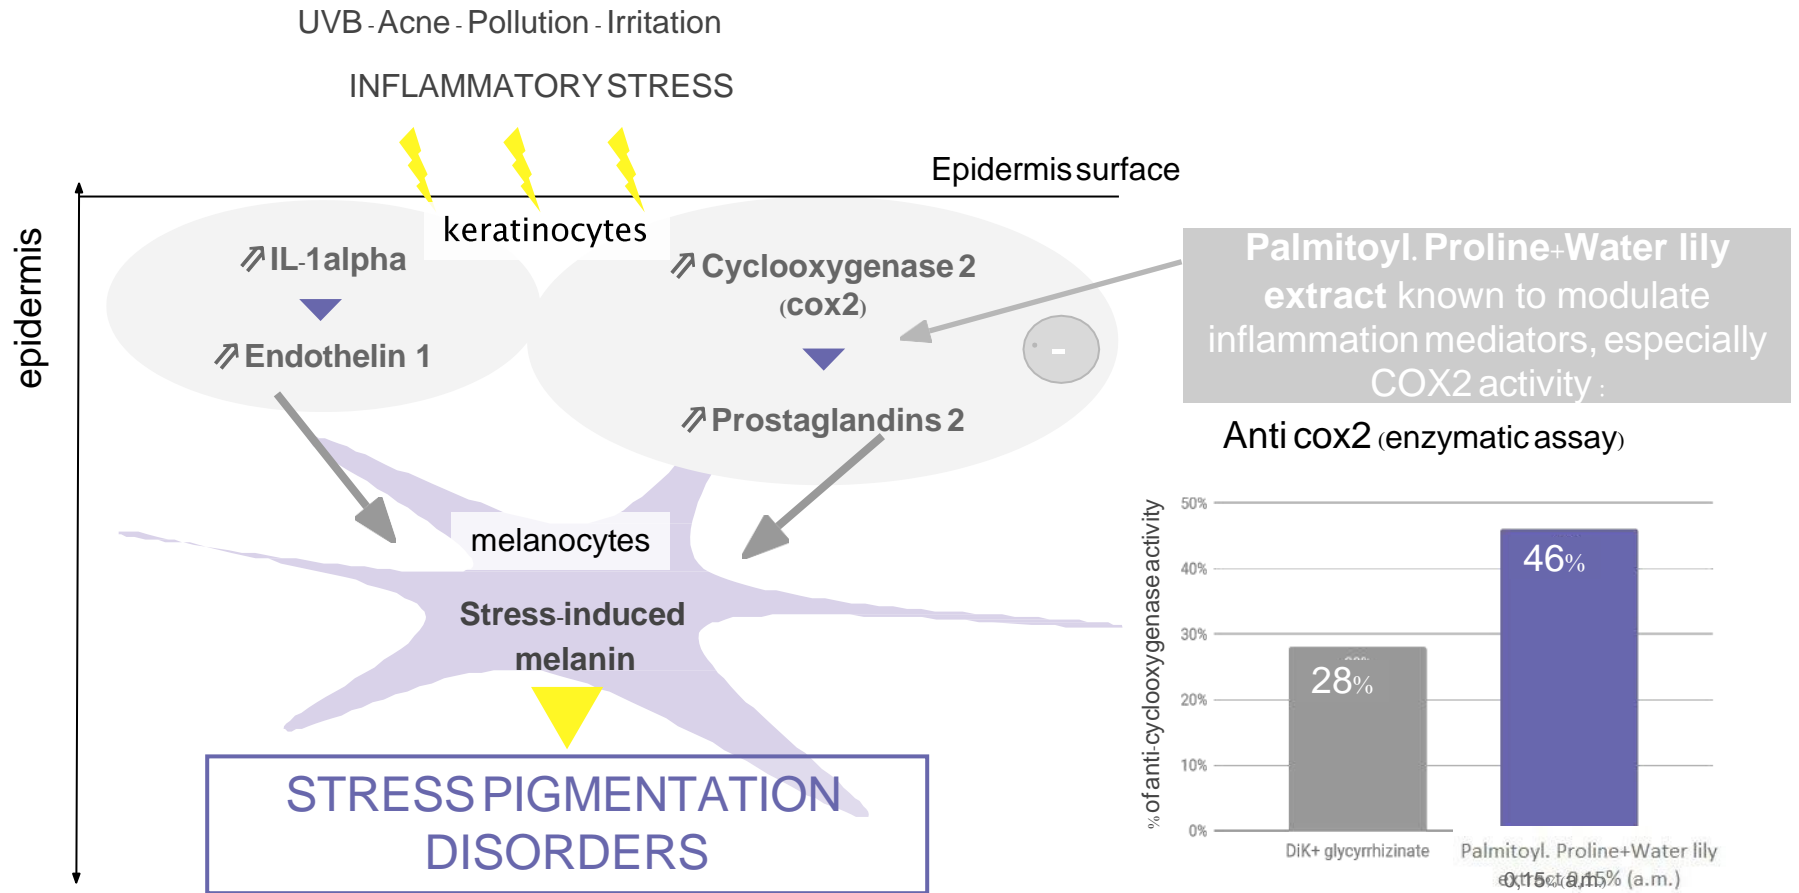 UVB - Acne - Pollution - Irritation
INFLAMMATORY STRESS
Epidermis surface
epidermis
keratinocytes
⇗ IL-1alpha
⇗ Endothelin 1
⇗ Cyclooxygenase 2
(cox2)
⇗ Prostaglandins 2
-
Palmitoyl. Proline+Water lily
extract known to modulate
inflammation mediators, especially
COX2 activity :
melanocytes
Stress-induced
melanin
STRESS PIGMENTATION
DISORDERS
Anti cox2 (enzymatic assay)
% of anti-cyclooxygenase activity
50%
40%
30%
20%
10%
0%
28%
46%
DiK+ glycyrrhizinate
Palmitoyl. Proline+Water lily
extract 0,15% (a.m.)